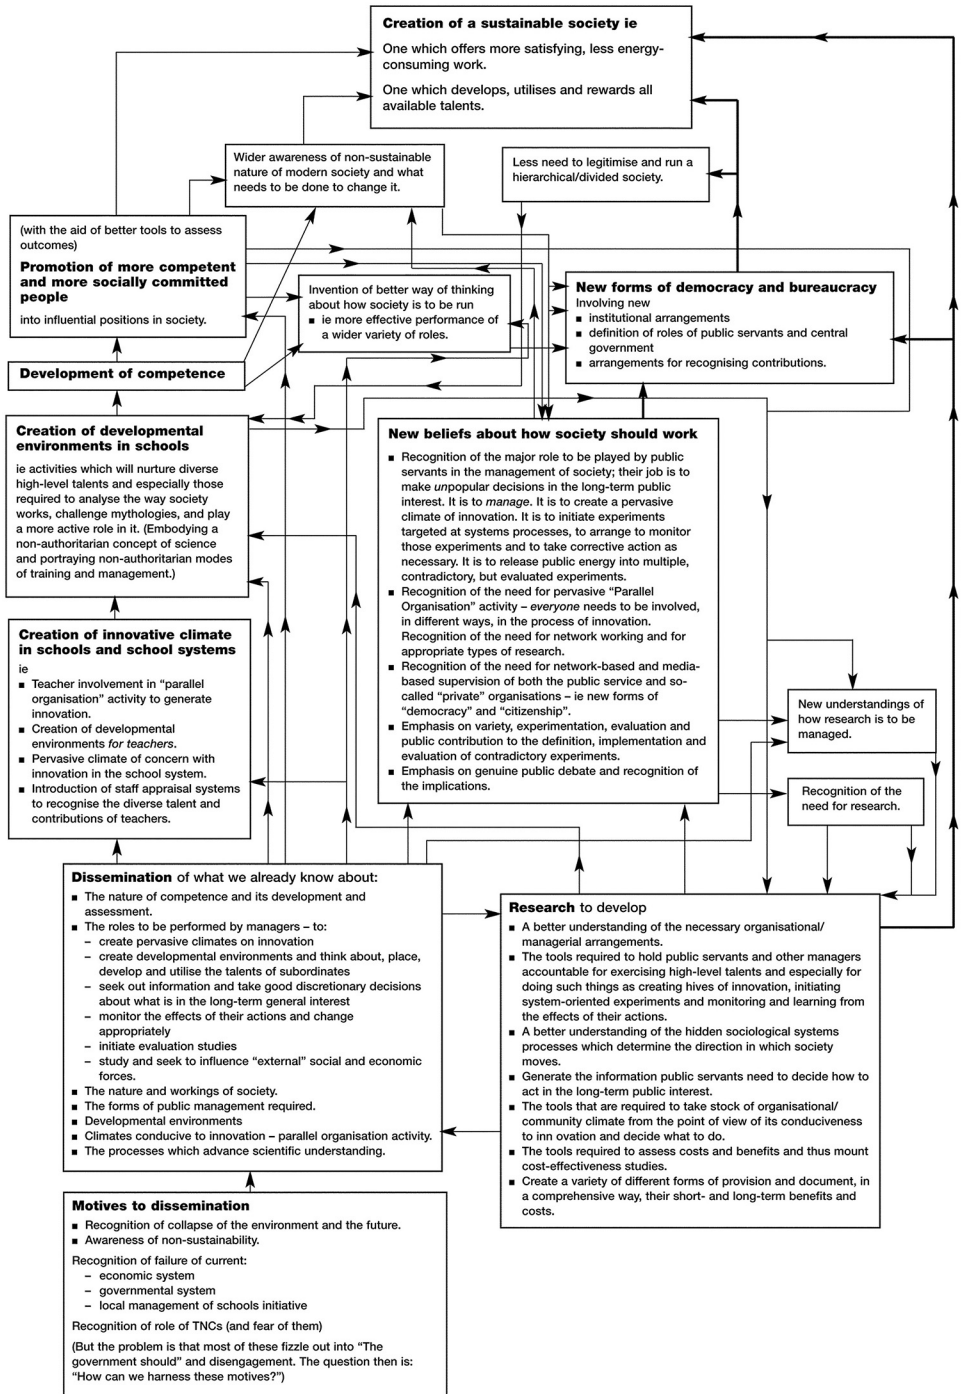 Creation of a sustainable society ie
One which offers more satisfying, less energy-
consuming work.
One which develops, utilises and rewards all
available talents.
Wider awareness of non-sustainable
nature of modern society and what
needs to be done to change it.
Less need to legitimise and run a
hierarchical/divided society.
(with the aid of better tools to assess
outcomes)
Promotion of more competent
and more socially committed
people
into influential positions in society.
Invention of better way of thinking
about how society is to be run
▪ ie more effective performance of
a wider variety of roles.
New forms of democracy and bureaucracy
Involving new
▪ institutional arrangements
▪ definition of roles of public servants and central
government
▪ arrangements for recognising contributions.
Development of competence
Creation of developmental
environments in schools
ie activities which will nurture diverse
high-level talents and especially those
required to analyse the way society
works, challenge mythologies, and play
a more active role in it. (Embodying a
non-authoritarian concept of science
and portraying non-authoritarian modes
of training and management.)
New beliefs about how society should work
▪ Recognition of the major role to be played by public
servants in the management of society; their job is to
make unpopular decisions in the long-term public
interest. It is to manage. It is to create a pervasive
climate of innovation. It is to initiate experiments
targeted at systems processes, to arrange to monitor
those experiments and to take corrective action as
necessary. It is to release public energy into multiple,
contradictory, but evaluated experiments.
▪ Recognition of the need for pervasive “Parallel
Organisation” activity – everyone needs to be involved,
in different ways, in the process of innovation.
Recognition of the need for network working and for
appropriate types of research.
▪ Recognition of the need for network-based and media-
based supervision of both the public service and so-
called “private” organisations – ie new forms of
“democracy” and “citizenship”.
▪ Emphasis on variety, experimentation, evaluation and
public contribution to the definition, implementation and
evaluation of contradictory experiments.
▪ Emphasis on genuine public debate and recognition of
the implications.
Creation of innovative climate
in schools and school systems
ie
▪ Teacher involvement in “parallel
organisation” activity to generate
innovation.
▪ Creation of developmental
environments for teachers.
▪ Pervasive climate of concern with
innovation in the school system.
▪ Introduction of staff appraisal systems
to recognise the diverse talent and
contributions of teachers.
New understandings of
how research is to be
managed.
Recognition of the
need for research.
Dissemination of what we already know about:
▪ The nature of competence and its development and
assessment.
▪ The roles to be performed by managers – to:
– create pervasive climates on innovation
– create developmental environments and think about, place,
develop and utilise the talents of subordinates
– seek out information and take good discretionary decisions
about what is in the long-term general interest
– monitor the effects of their actions and change
appropriately
– initiate evaluation studies
– study and seek to influence “external” social and economic
forces.
▪ The nature and workings of society.
▪ The forms of public management required.
▪ Developmental environments
▪ Climates conducive to innovation – parallel organisation activity.
▪ The processes which advance scientific understanding.
Research to develop
▪ A better understanding of the necessary organisational/
managerial arrangements.
▪ The tools required to hold public servants and other managers
accountable for exercising high-level talents and especially for
doing such things as creating hives of innovation, initiating
system-oriented experiments and monitoring and learning from
the effects of their actions.
▪ A better understanding of the hidden sociological systems
processes which determine the direction in which society
moves.
▪ Generate the information public servants need to decide how to
act in the long-term public interest.
▪ The tools that are required to take stock of organisational/
community climate from the point of view of its conduciveness
to inn ovation and decide what to do.
▪ The tools required to assess costs and benefits and thus mount
cost-effectiveness studies.
▪ Create a variety of different forms of provision and document, in
a comprehensive way, their short- and long-term benefits and
costs.
Motives to dissemination
▪ Recognition of collapse of the environment and the future.
▪ Awareness of non-sustainability.
Recognition of failure of current:
– economic system
– governmental system
– local management of schools initiative
Recognition of role of TNCs (and fear of them)
(But the problem is that most of these fizzle out into “The
government should” and disengagement. The question then is:
“How can we harness these motives?”)